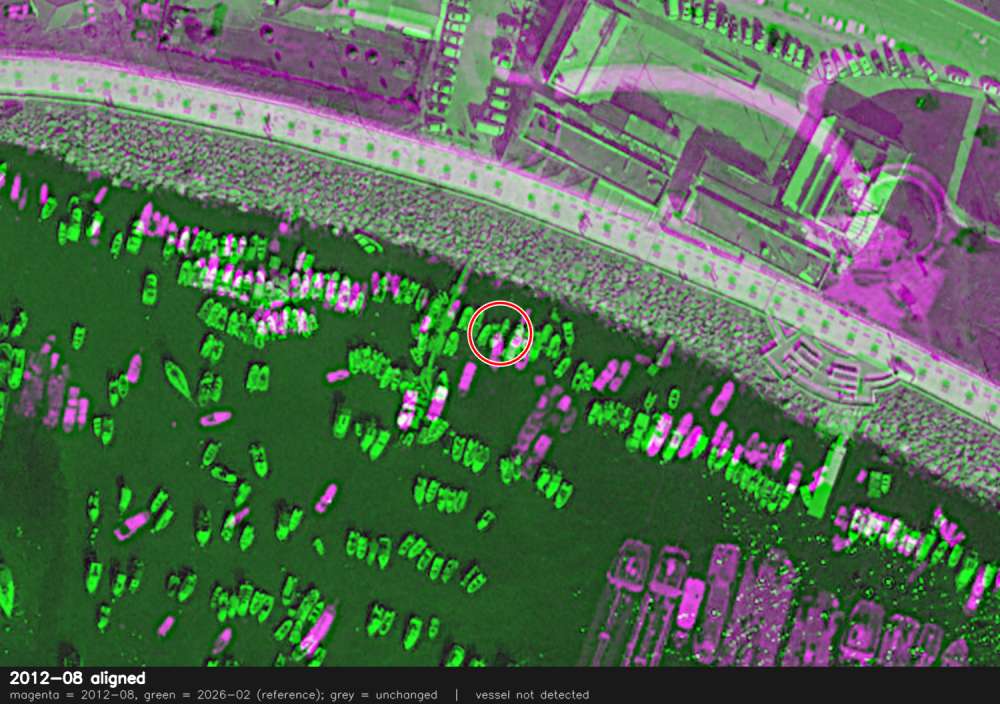 2012-08 aligned
magenta = 2012-08, green = 2026-02 (reference); grey = unchanged | vessel not detected